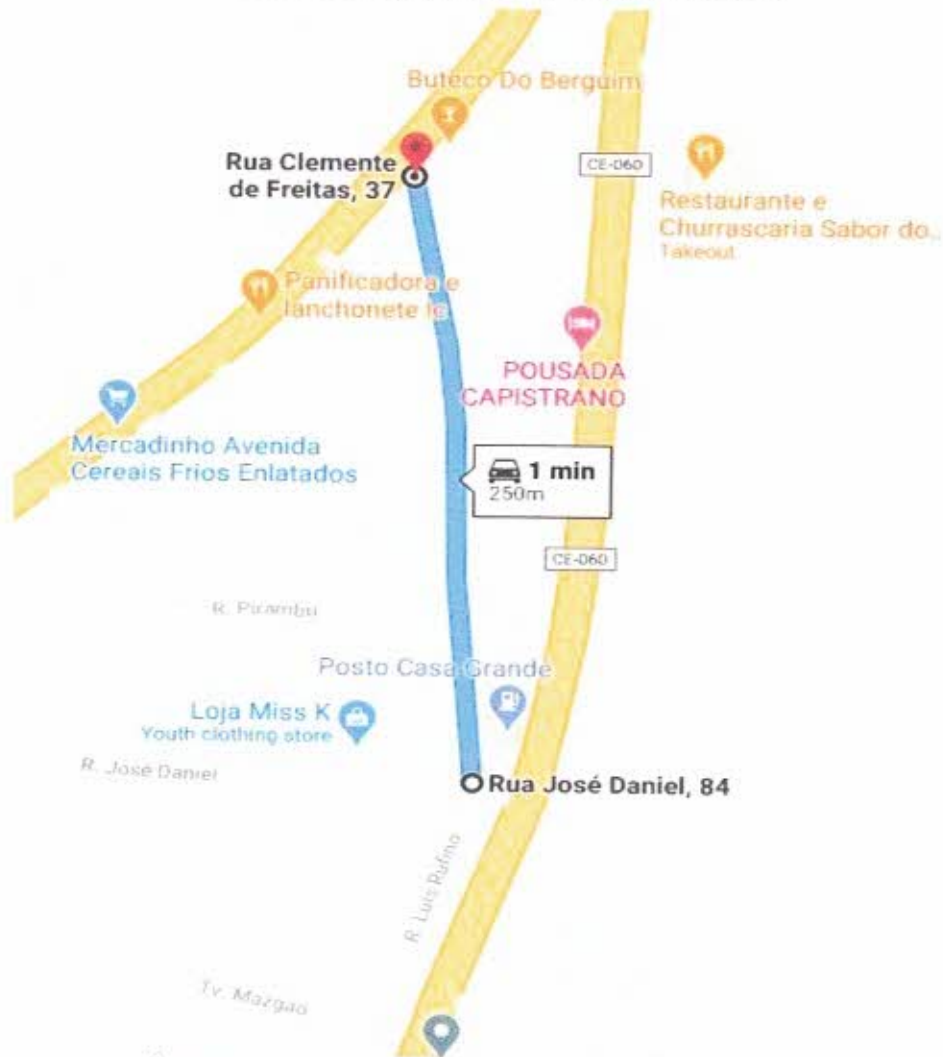 Buteco Do Berguim
Rua Clemente
de Freitas, 37
CE-060
Restaurante e
Churrascaria Sabor do..
Takeout
Panificadora e
lanchonete lc
POUSADA
CAPISTRANO
Mercadinho Avenida
Cereais Frios Enlatados
1 min
250m
CE-060
R. Pirambu
Posto Casa Grande
Loja Miss K
Youth clothing store
R. José Daniel
Rua José Daniel, 84
R. Luis Rufino
Tv. Mazgao